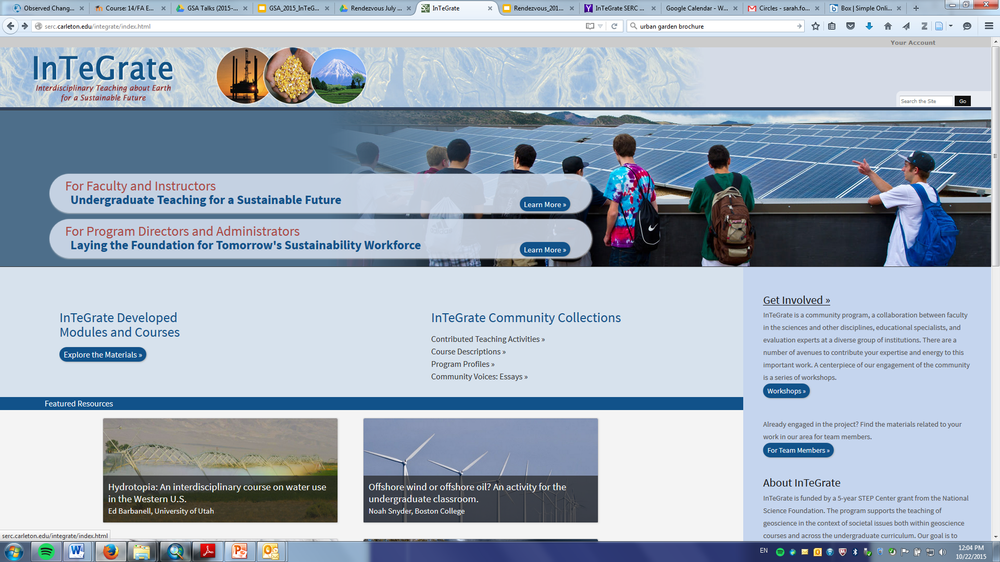 Observed Chang...
Course: 14/FA E...
GSA Talks (2015-...
GSA_2015_InTeG...
Rendezvous July ...
InTeGrate
Rendezvous_201...
InTeGrate SERC ...
Google Calendar - W...
Circles - sarah.fo...
Box | Simple Onli...
serc.carleton.edu/integrate/index.html
urban garden brochure
Your Account
InTeGrate
Interdisciplinary Teaching about Earth
for a Sustainable Future
Search the Site
Go
For Faculty and Instructors
Undergraduate Teaching for a Sustainable Future
Learn More »
For Program Directors and Administrators
Laying the Foundation for Tomorrow's Sustainability Workforce
Learn More »
adidas
InTeGrate Developed
Modules and Courses
Explore the Materials »
InTeGrate Community Collections
Contributed Teaching Activities »
Course Descriptions »
Program Profiles »
Community Voices: Essays »
Get Involved »
InTeGrate is a community program, a collaboration between faculty
in the sciences and other disciplines, educational specialists, and
evaluation experts at a diverse group of institutions. There are a
number of avenues to contribute your expertise and energy to this
important work. A centerpiece of our engagement of the community
is a series of workshops.
Workshops »
Already engaged in the project? Find the materials related to your
work in our area for team members.
For Team Members »
About InTeGrate
InTeGrate is funded by a 5-year STEP Center grant from the National
Science Foundation. The program supports the teaching of
geoscience in the context of societal issues both within geoscience
courses and across the undergraduate curriculum. Our goal is to
Featured Resources
Hydrotopia: An interdisciplinary course on water use
in the Western U.S.
Ed Barbanell, University of Utah
Offshore wind or offshore oil? An activity for the
undergraduate classroom.
Noah Snyder, Boston College
serc.carleton.edu/integrate/index.html
EN
12:04 PM
10/22/2015